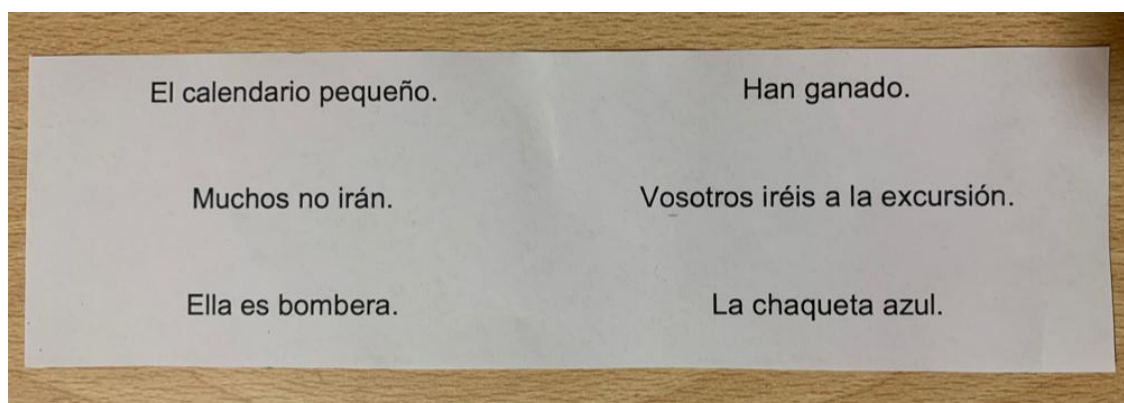 El calendario pequeño.
Han ganado.
Muchos no irán.
Vosotros iréis a la excursión.
Ella es bombera.
La chaqueta azul.